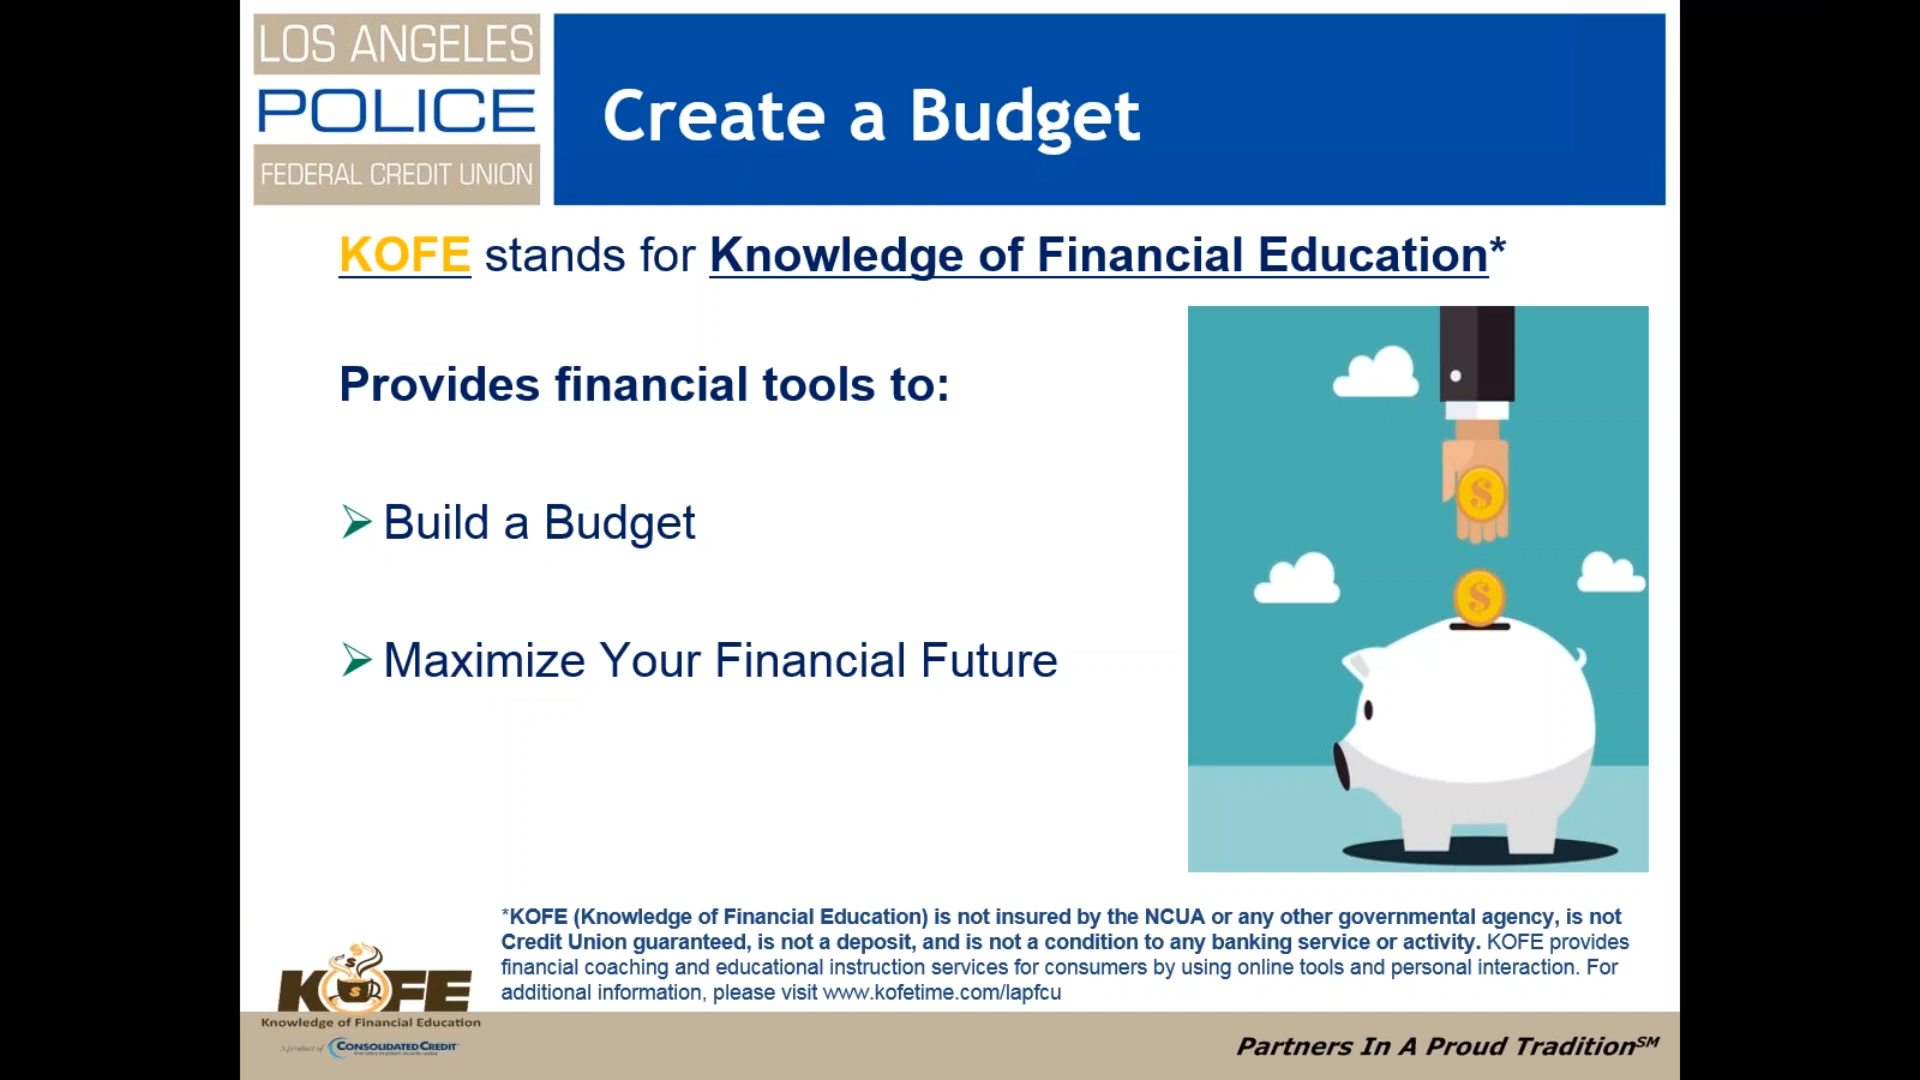 LOS ANGELES
POLICE
FEDERAL CREDIT UNION
Create a Budget
KOFE stands for Knowledge of Financial Education*
Provides financial tools to:
Build a Budget
Maximize Your Financial Future
$
$
*KOFE (Knowledge of Financial Education) is not insured by the NCUA or any other governmental agency, is not
Credit Union guaranteed, is not a deposit, and is not a condition to any banking service or activity. KOFE provides
financial coaching and educational instruction services for consumers by using online tools and personal interaction. For
additional information, please visit www.kofetime.com/lapfcu
KOFE
Knowledge of Financial Education
A product of CONSOLIDATED CREDIT
Partners In A Proud Tradition SM